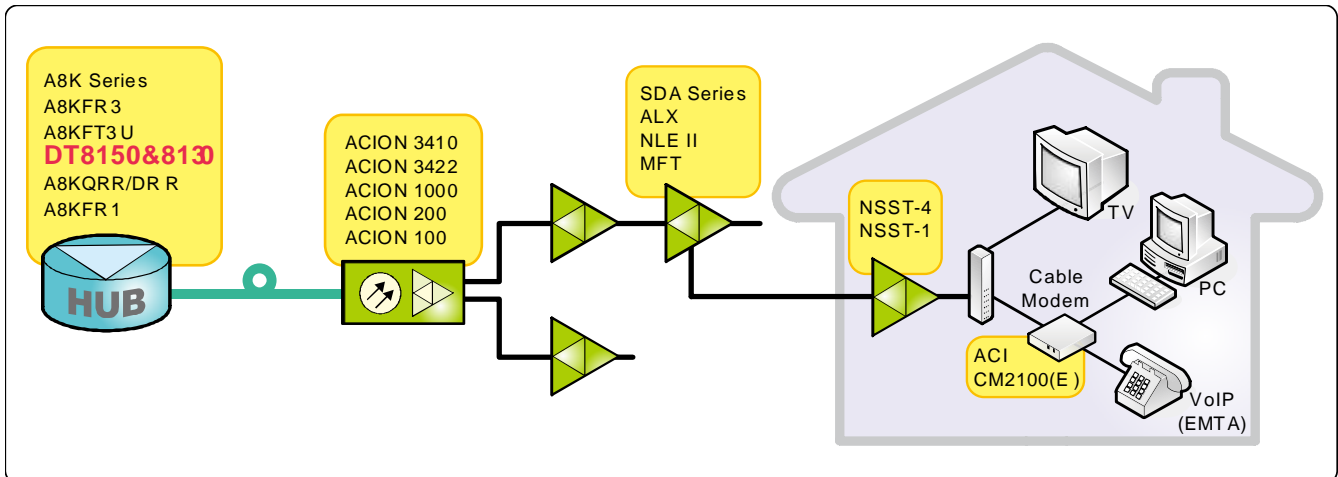 A8K Series
A8KFR3
A8KFT3U
DT8150&8130
A8KQRR/DRR
A8KFR1
HUB
ACION 3410
ACION 3422
ACION 1000
ACION 200
ACION 100
SDA Series
ALX
NLE II
MFT
NSST-4
NSST-1
TV
Cable
Modem
PC
ACI
CM2100(E)
VoIP
(EMTA)